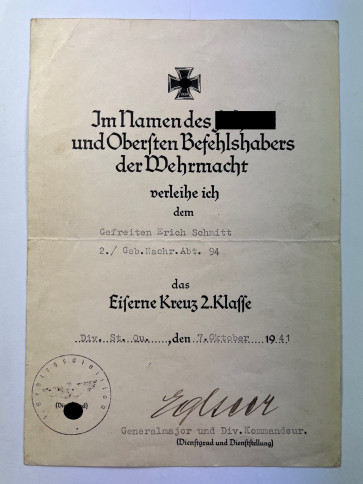 Im Namen des
und Obersten Befehlshabers
der Wehrmacht
verleihe ich
dem
Gefreiten Erich Schmitt
2./ Geb.Nachr.Abt. 94
das
Eiserne Kreuz 2.Klasse
Div. St. Qu. ,den 7.Oktober 1941
Generalmajor und Div.Kommandeur.
(Dienstgrad und Dienststellung)